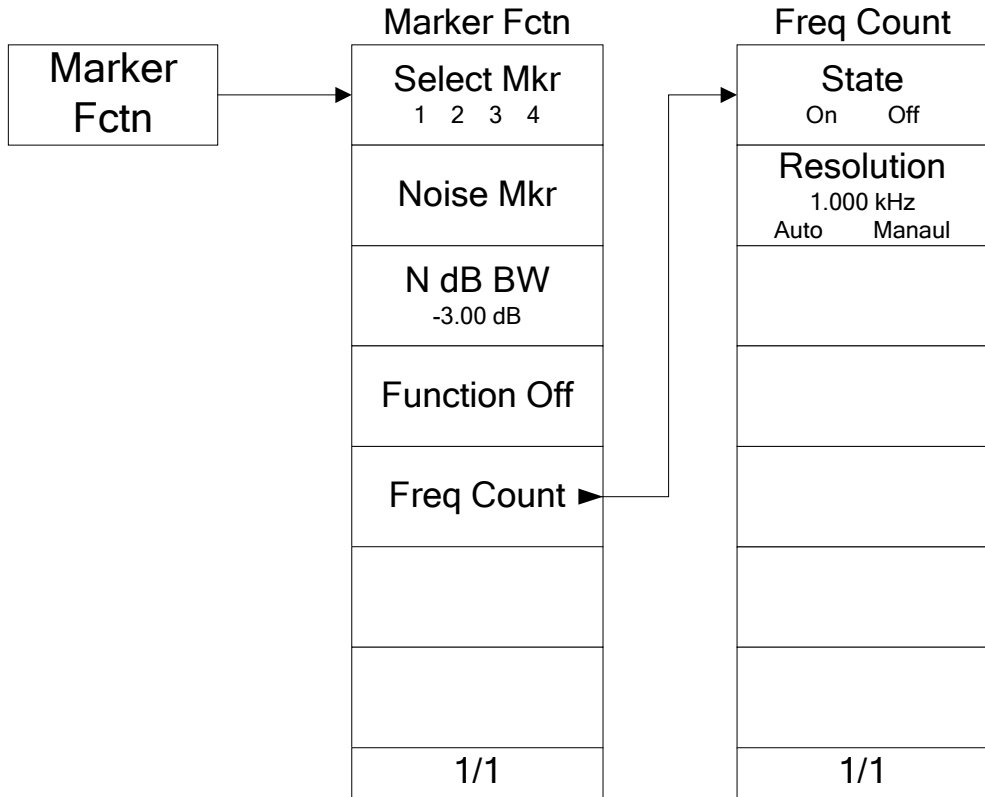 Marker
Fctn
Marker Fctn
Select Mkr
1 2 3 4
Noise Mkr
N dB BW
-3.00 dB
Function Off
Freq Count
1/1
Freq Count
State
On Off
Resolution
1.000 kHz
Auto Manaul
1/1